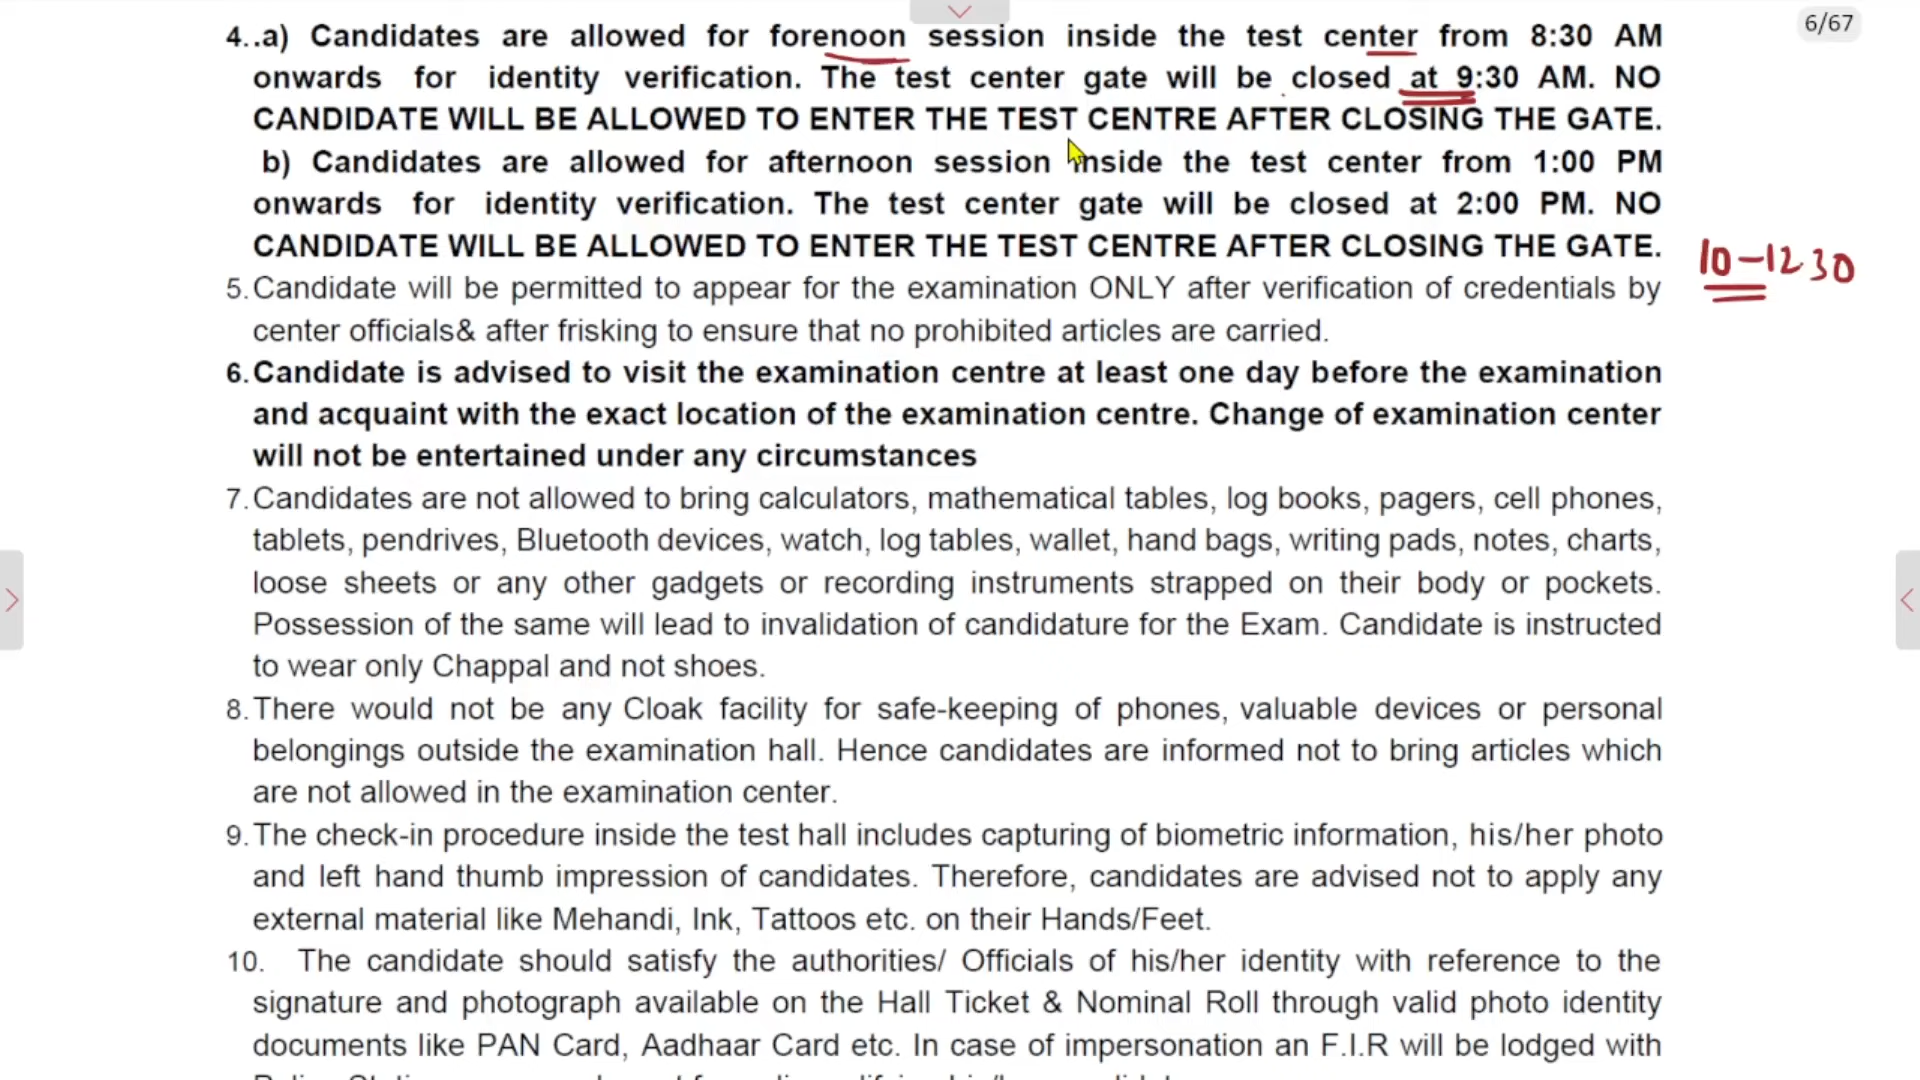 6/67
4..a) Candidates are allowed for forenoon session inside the test center from 8:30 AM
onwards for identity verification. The test center gate will be closed at 9:30 AM. NO
CANDIDATE WILL BE ALLOWED TO ENTER THE TEST CENTRE AFTER CLOSING THE GATE.
b) Candidates are allowed for afternoon session inside the test center from 1:00 PM
onwards for identity verification. The test center gate will be closed at 2:00 PM. NO
CANDIDATE WILL BE ALLOWED TO ENTER THE TEST CENTRE AFTER CLOSING THE GATE.
10-1230
5. Candidate will be permitted to appear for the examination ONLY after verification of credentials by
center officials& after frisking to ensure that no prohibited articles are carried.
6. Candidate is advised to visit the examination centre at least one day before the examination
and acquaint with the exact location of the examination centre. Change of examination center
will not be entertained under any circumstances
7. Candidates are not allowed to bring calculators, mathematical tables, log books, pagers, cell phones,
tablets, pendrives, Bluetooth devices, watch, log tables, wallet, hand bags, writing pads, notes, charts,
loose sheets or any other gadgets or recording instruments strapped on their body or pockets.
Possession of the same will lead to invalidation of candidature for the Exam. Candidate is instructed
to wear only Chappal and not shoes.
8. There would not be any Cloak facility for safe-keeping of phones, valuable devices or personal
belongings outside the examination hall. Hence candidates are informed not to bring articles which
are not allowed in the examination center.
9. The check-in procedure inside the test hall includes capturing of biometric information, his/her photo
and left hand thumb impression of candidates. Therefore, candidates are advised not to apply any
external material like Mehandi, Ink, Tattoos etc. on their Hands/Feet.
10. The candidate should satisfy the authorities/ Officials of his/her identity with reference to the
signature and photograph available on the Hall Ticket & Nominal Roll through valid photo identity
documents like PAN Card, Aadhaar Card etc. In case of impersonation an F.I.R will be lodged with